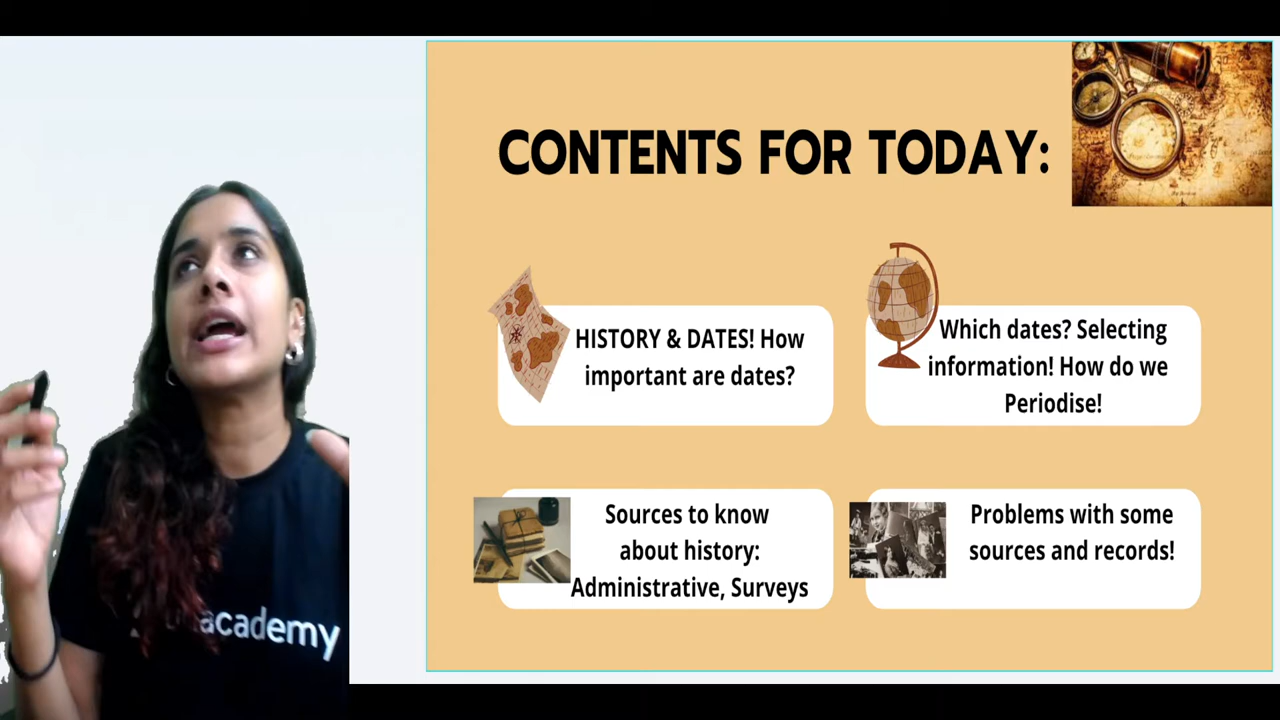 CONTENTS FOR TODAY:
HISTORY & DATES! How
important are dates?
Which dates? Selecting
information! How do we
Periodise!
Sources to know
about history:
Administrative, Surveys
Problems with some
sources and records!
academy